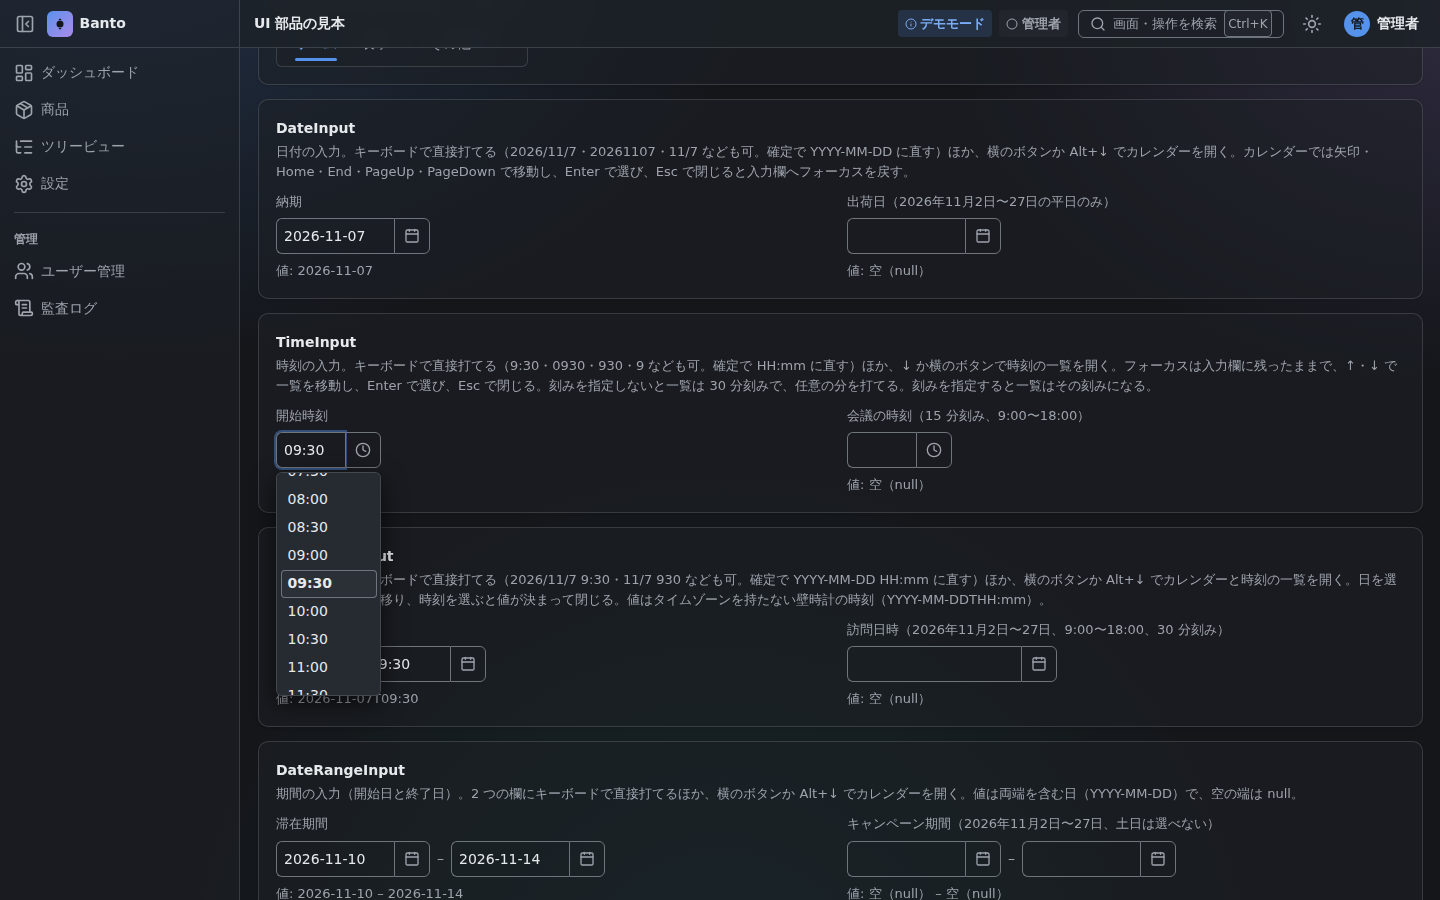 Banto
UI 部品の見本
デモモード
管理者
画面・操作を検索
Ctrl+K
管
管理者
ダッシュボード
商品
ツリービュー
設定
管理
ユーザー管理
監査ログ
DateInput
日付の入力。キーボードで直接打てる（2026/11/7・20261107・11/7 なども可。確定で YYYY-MM-DD に直す）ほか、横のボタンか Alt+↓ でカレンダーを開く。カレンダーでは矢印・
Home・End・PageUp・PageDown で移動し、Enter で選び、Esc で閉じると入力欄へフォーカスを戻す。
納期
出荷日（2026年11月2日〜27日の平日のみ）
2026-11-07
値: 2026-11-07
値: 空（null）
TimeInput
時刻の入力。キーボードで直接打てる（9:30・0930・930・9 なども可。確定で HH:mm に直す）ほか、↓ か横のボタンで時刻の一覧を開く。フォーカスは入力欄に残ったままで、↑・↓ で
一覧を移動し、Enter で選び、Esc で閉じる。刻みを指定しないと一覧は 30 分刻みで、任意の分を打てる。刻みを指定すると一覧はその刻みになる。
開始時刻
会議の時刻（15 分刻み、9:00〜18:00）
09:30
値: 空（null）
07:30
08:00
08:30
09:00
09:30
10:00
10:30
11:00
11:30
ut
ボードで直接打てる（2026/11/7 9:30・11/7 930 なども可。確定で YYYY-MM-DD HH:mm に直す）ほか、横のボタンか Alt+↓ でカレンダーと時刻の一覧を開く。日を選
移り、時刻を選ぶと値が決まって閉じる。値はタイムゾーンを持たない壁時計の時刻（YYYY-MM-DDTHH:mm）。
訪問日時（2026年11月2日〜27日、9:00〜18:00、30 分刻み）
9:30
値: 2026-11-07T09:30
値: 空（null）
DateRangeInput
期間の入力（開始日と終了日）。2 つの欄にキーボードで直接打てるほか、横のボタンか Alt+↓ でカレンダーを開く。値は両端を含む日（YYYY-MM-DD）で、空の端は null。
滞在期間
キャンペーン期間（2026年11月2日〜27日、土日は選べない）
2026-11-10
–
2026-11-14
–
値: 2026-11-10 – 2026-11-14
値: 空（null） – 空（null）